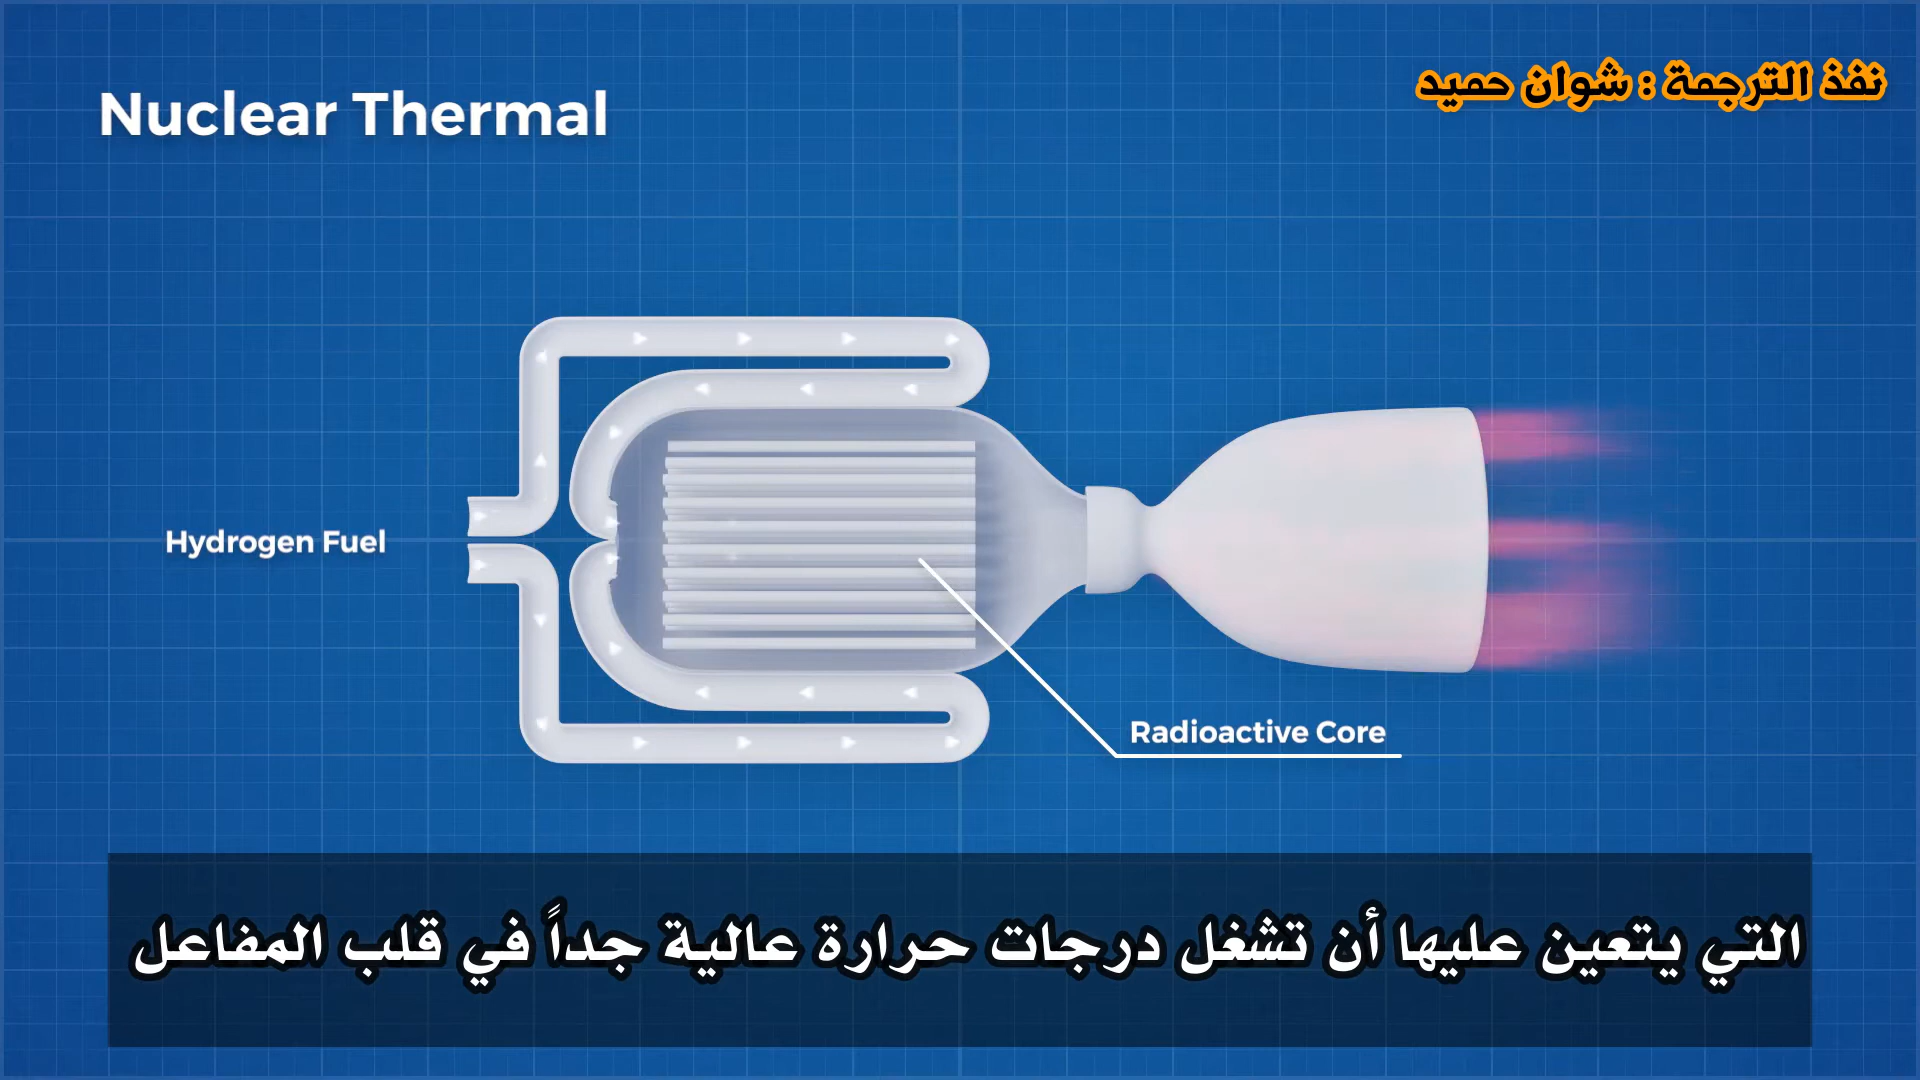 Nuclear Thermal
نفذ الترجمة : شوان حميد
Hydrogen Fuel
Radioactive Core
التي يتعين عليها أن تشغل درجات حرارة عالية جداً في قلب المفاعل